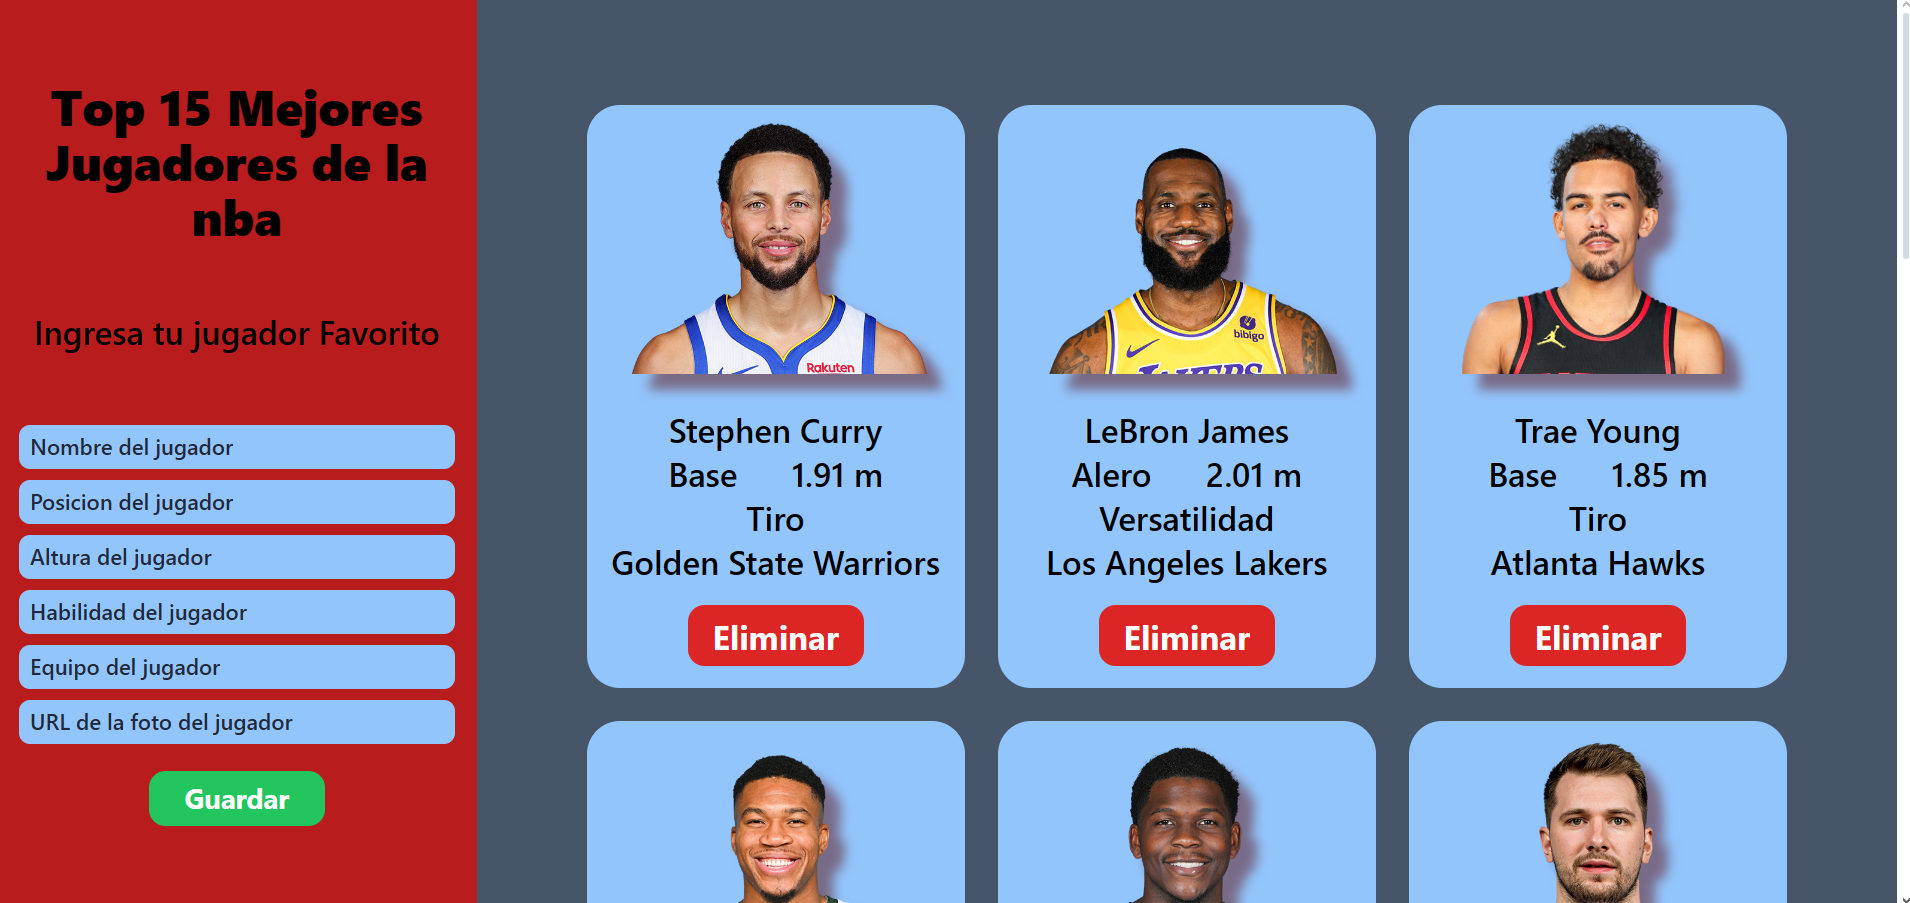 Top 15 Mejores
Jugadores de la
nba
Ingresa tu jugador Favorito
Nombre del jugador
Posicion del jugador
Altura del jugador
Habilidad del jugador
Equipo del jugador
URL de la foto del jugador
Guardar
Rakuten
Stephen Curry
Base 1.91 m
Tiro
Golden State Warriors
Eliminar
bibigo
LAKERS
LeBron James
Alero 2.01 m
Versatilidad
Los Angeles Lakers
Eliminar
Trae Young
Base 1.85 m
Tiro
Atlanta Hawks
Eliminar